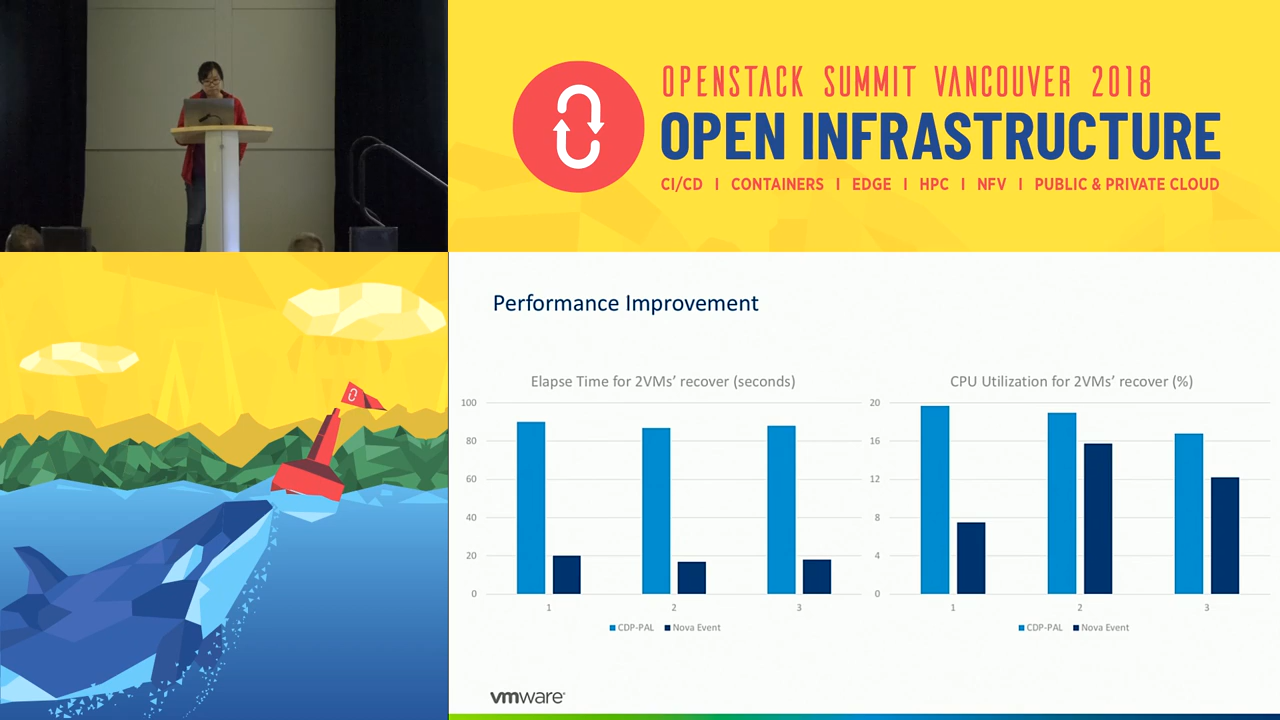 OPENSTACK SUMMIT VANCOUVER 2018
OPEN INFRASTRUCTURE
CI/CD I CONTAINERS I EDGE I HPC I NFV I PUBLIC & PRIVATE CLOUD
Performance Improvement
Elapse Time for 2VMs’ recover (seconds)
100
80
60
40
20
0
1 2 3
CDP-PAL Nova Event
CPU Utilization for 2VMs’ recover (%)
20
16
12
8
4
0
1 2 3
CDP-PAL Nova Event
vmware